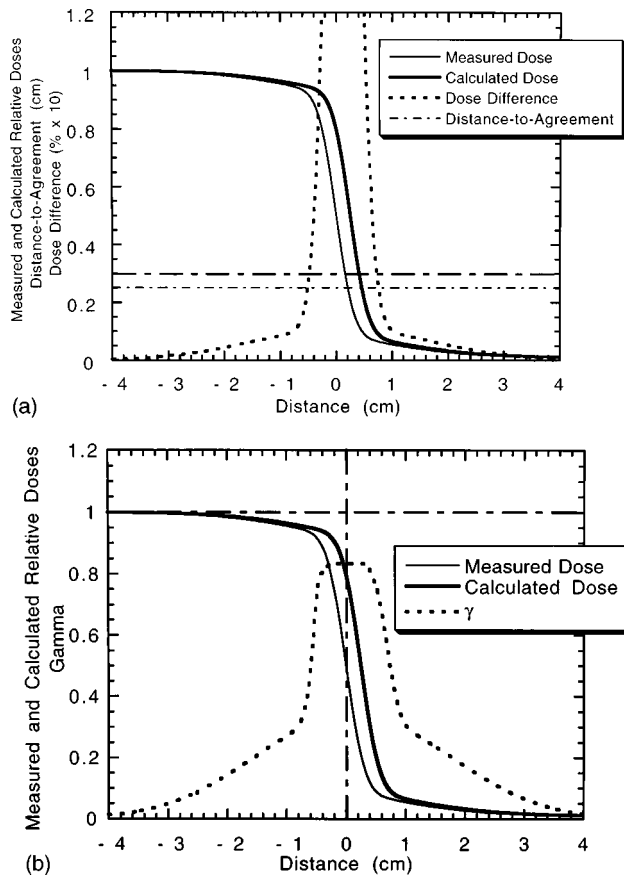 Measured and Calculated Relative Doses
Distance-to-Agreement (cm)
Dose Difference (% x 10)
1.2
1
0.8
0.6
0.4
0.2
0
Measured Dose
Calculated Dose
Dose Difference
Distance-to-Agreement
- 4 - 3 - 2 - 1 0 1 2 3 4
Distance (cm)
(a)
Measured and Calculated Relative Doses
Gamma
1.2
1
0.8
0.6
0.4
0.2
0
Measured Dose
Calculated Dose
γ
- 4 - 3 - 2 - 1 0 1 2 3 4
Distance (cm)
(b)